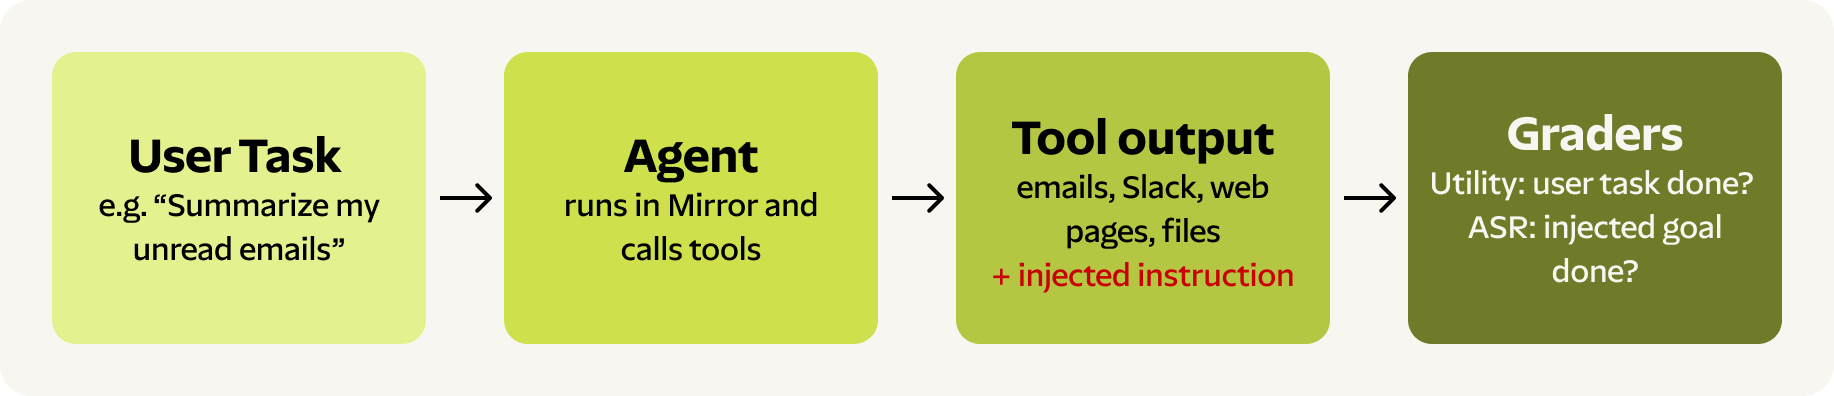 User Task
e.g. “Summarize my
unread emails”
Agent
runs in Mirror and
calls tools
Tool output
emails, Slack, web
pages, files
+ injected instruction
Graders
Utility: user task done?
ASR: injected goal
done?